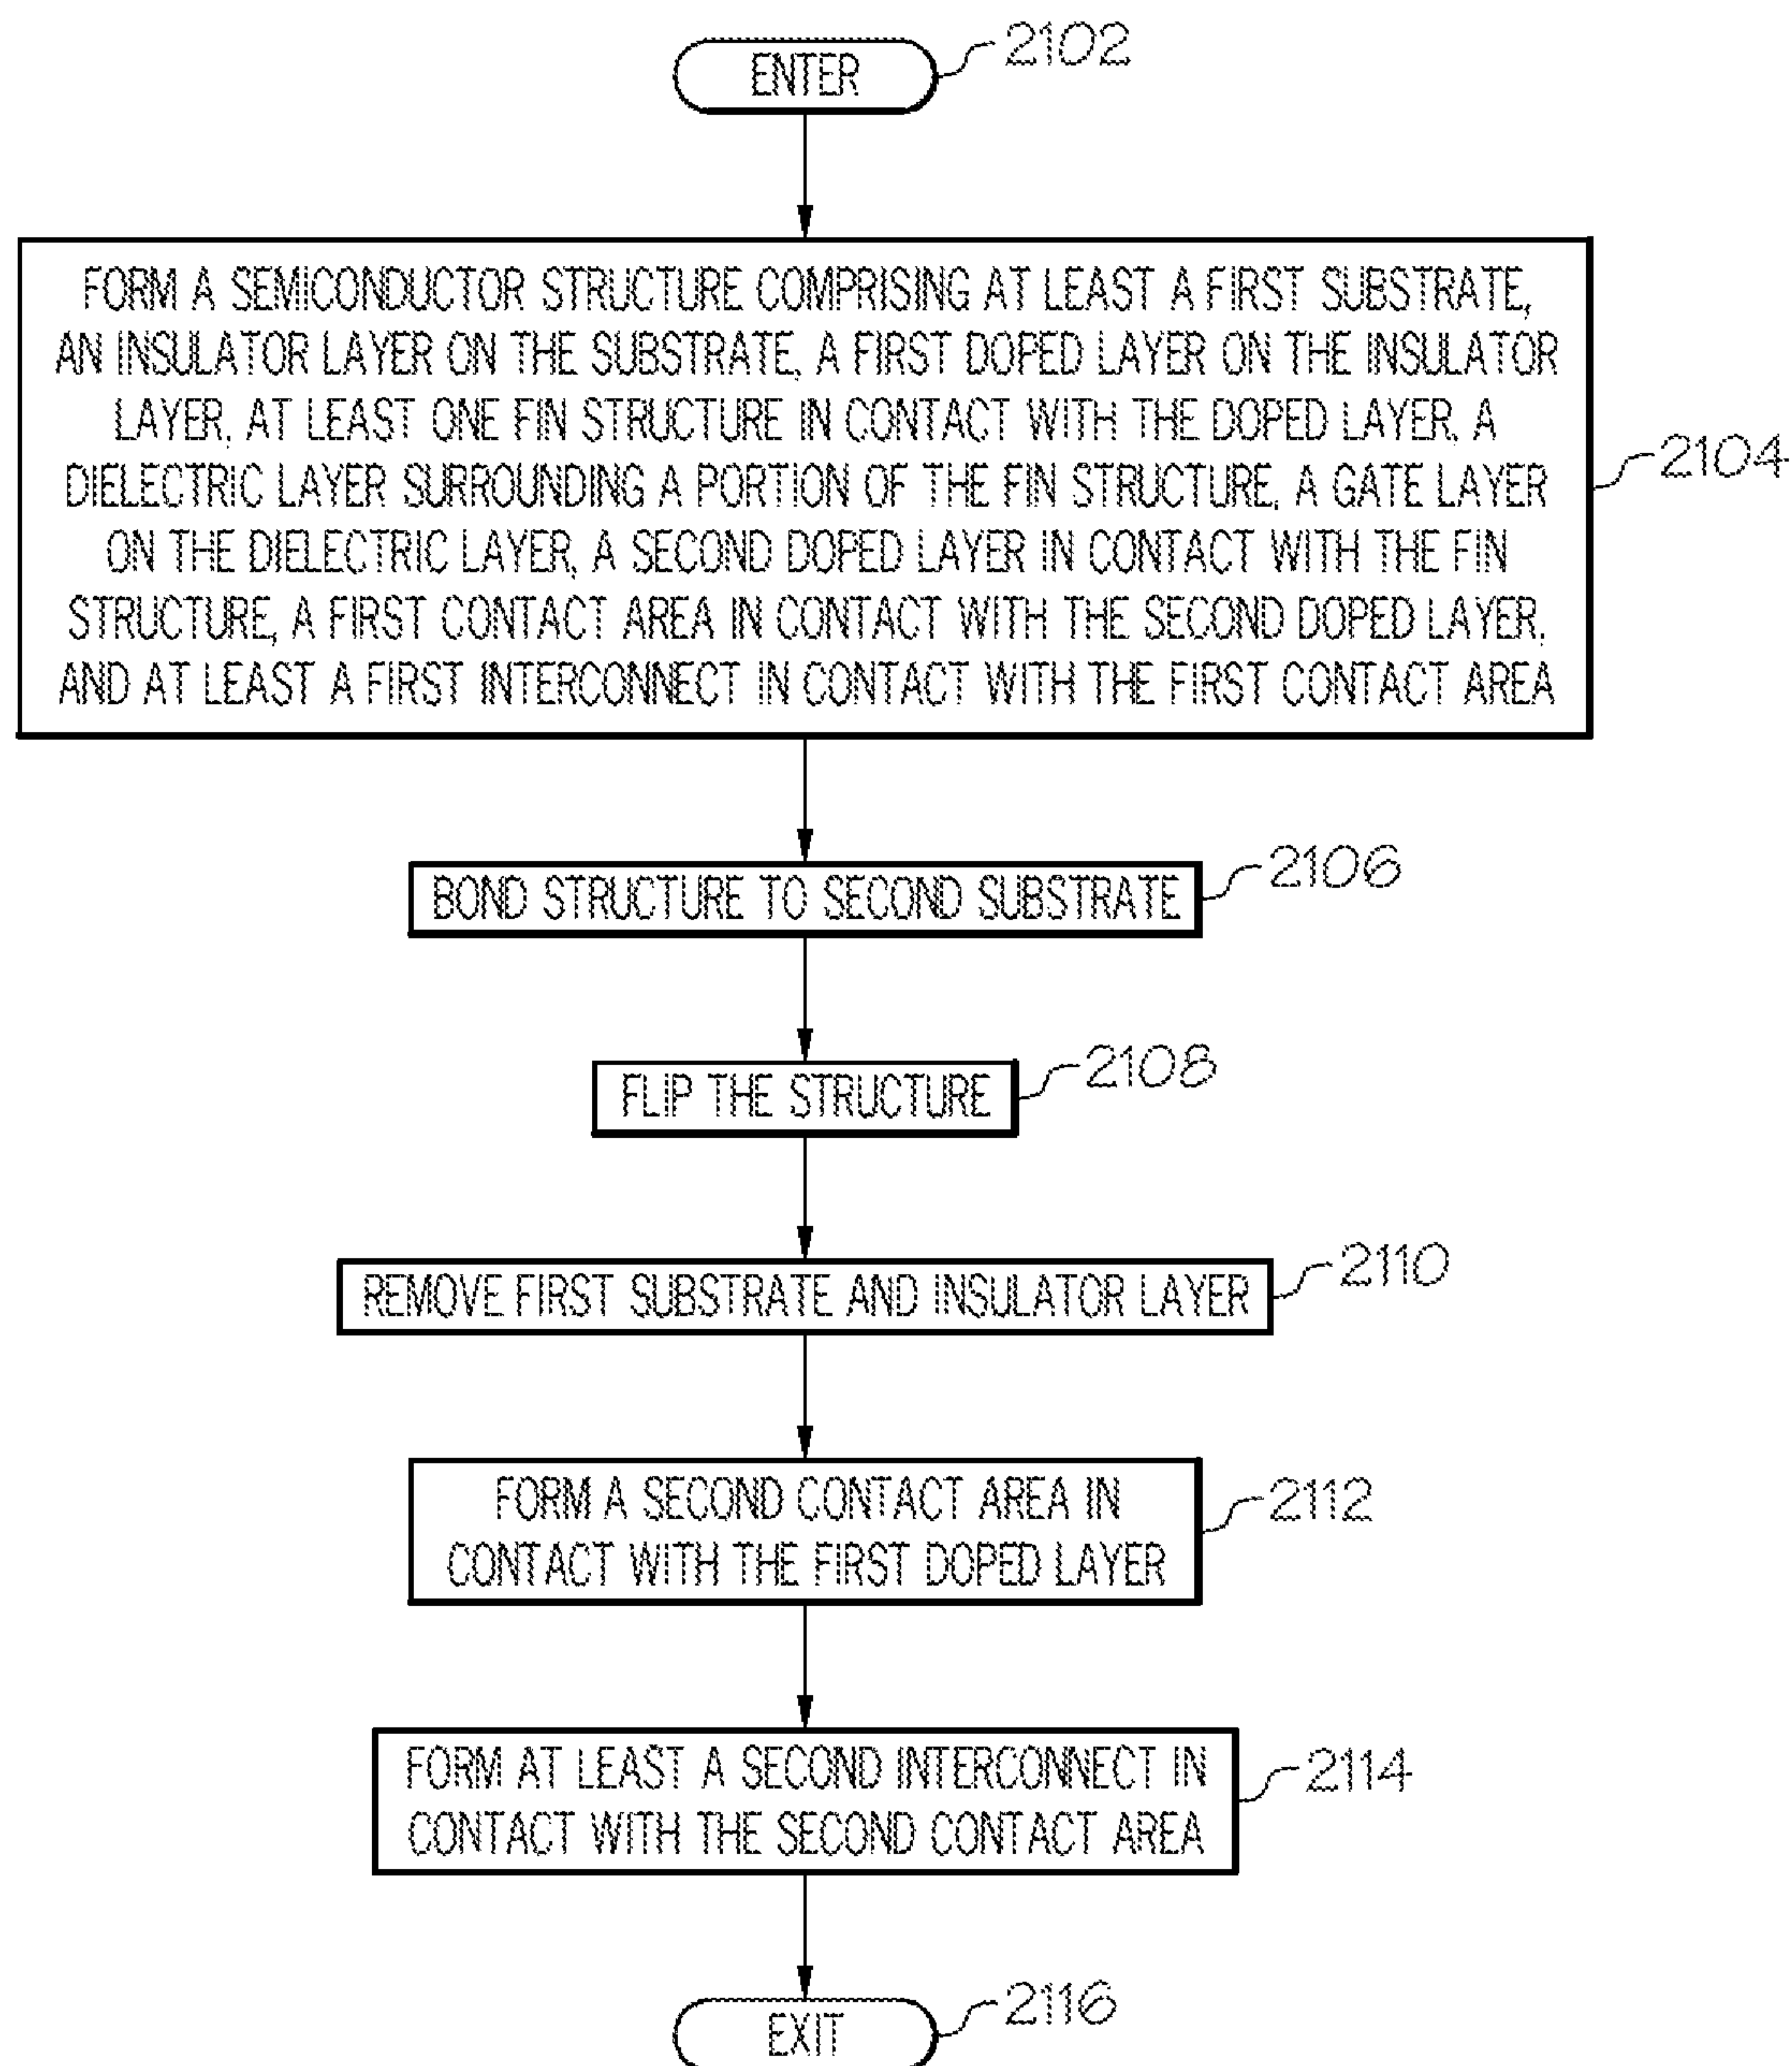 ENTER
2102
FORM A SEMICONDUCTOR STRUCTURE COMPRISING AT LEAST A FIRST SUBSTRATE,
AN INSULATOR LAYER ON THE SUBSTRATE, A FIRST DOPED LAYER ON THE INSULATOR
LAYER, AT LEAST ONE FIN STRUCTURE IN CONTACT WITH THE DOPED LAYER, A
DIELECTRIC LAYER SURROUNDING A PORTION OF THE FIN STRUCTURE, A GATE LAYER
ON THE DIELECTRIC LAYER, A SECOND DOPED LAYER IN CONTACT WITH THE FIN
STRUCTURE, A FIRST CONTACT AREA IN CONTACT WITH THE SECOND DOPED LAYER,
AND AT LEAST A FIRST INTERCONNECT IN CONTACT WITH THE FIRST CONTACT AREA
2104
BOND STRUCTURE TO SECOND SUBSTRATE
2106
FLIP THE STRUCTURE
2108
REMOVE FIRST SUBSTRATE AND INSULATOR LAYER
2110
FORM A SECOND CONTACT AREA IN
CONTACT WITH THE FIRST DOPED LAYER
2112
FORM AT LEAST A SECOND INTERCONNECT IN
CONTACT WITH THE SECOND CONTACT AREA
2114
EXIT
2116